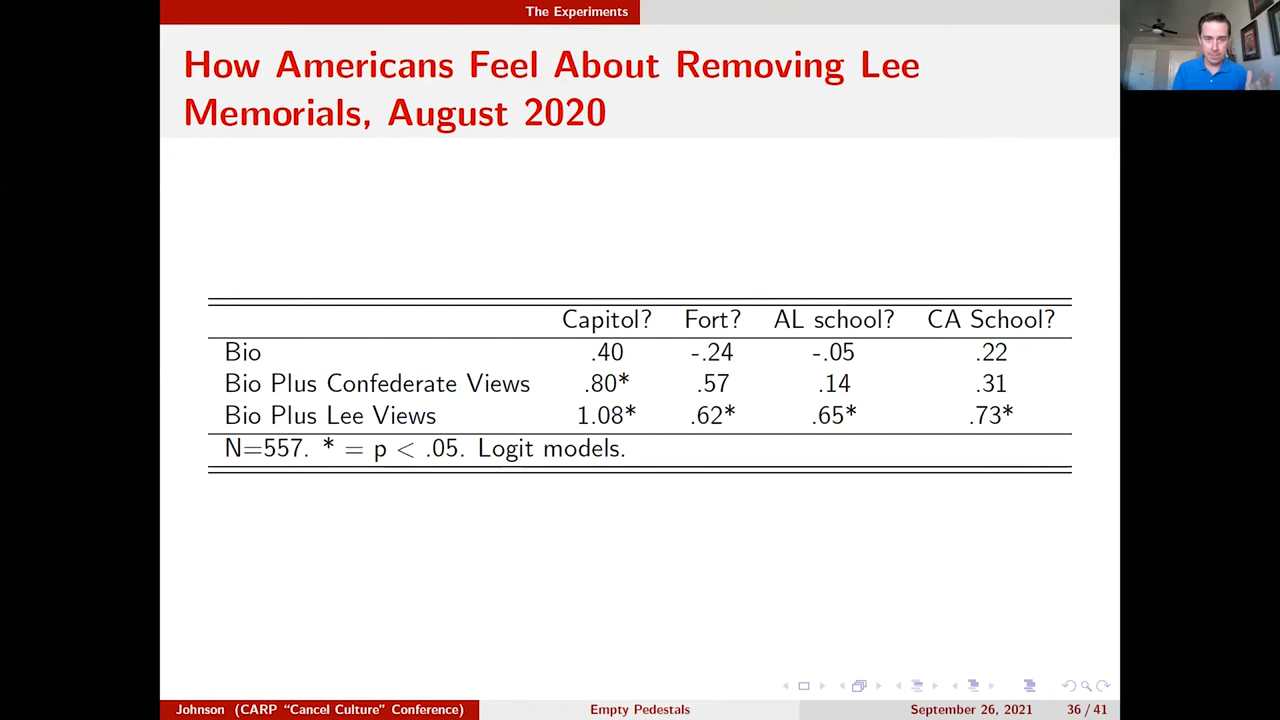 The Experiments
How Americans Feel About Removing Lee
Memorials, August 2020
Capitol? Fort? AL school? CA School?
Bio .40 -.24 -.05 .22
Bio Plus Confederate Views .80* .57 .14 .31
Bio Plus Lee Views 1.08* .62* .65* .73*
N=557. * = p < .05. Logit models.
Johnson (CARP “Cancel Culture” Conference) Empty Pedestals September 26, 2021 36 / 41